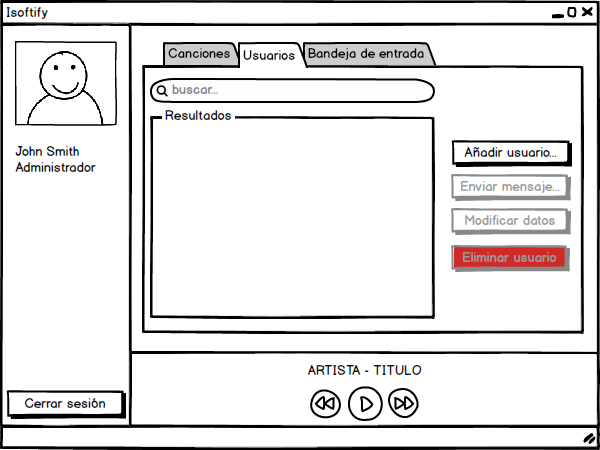 Isoftify
Canciones
Usuarios
Bandeja de entrada
buscar...
Resultados
John Smith
Administrador
Añadir usuario...
Enviar mensaje...
Modificar datos
Eliminar usuario
ARTISTA - TITULO
Cerrar sesión